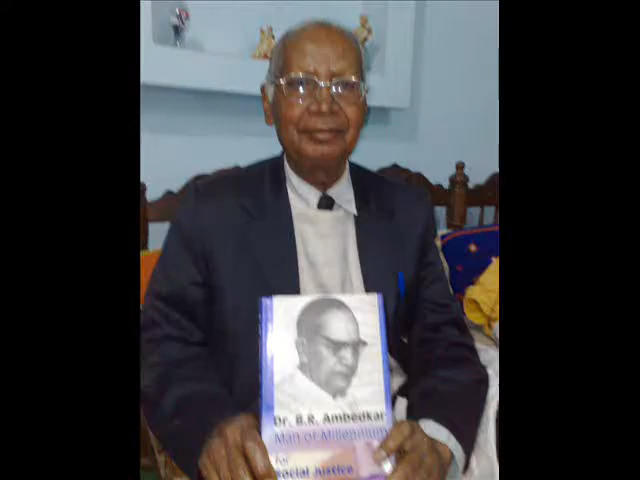 Dr. B.R. Ambedkar
Man of Millennium
for
Social Justice